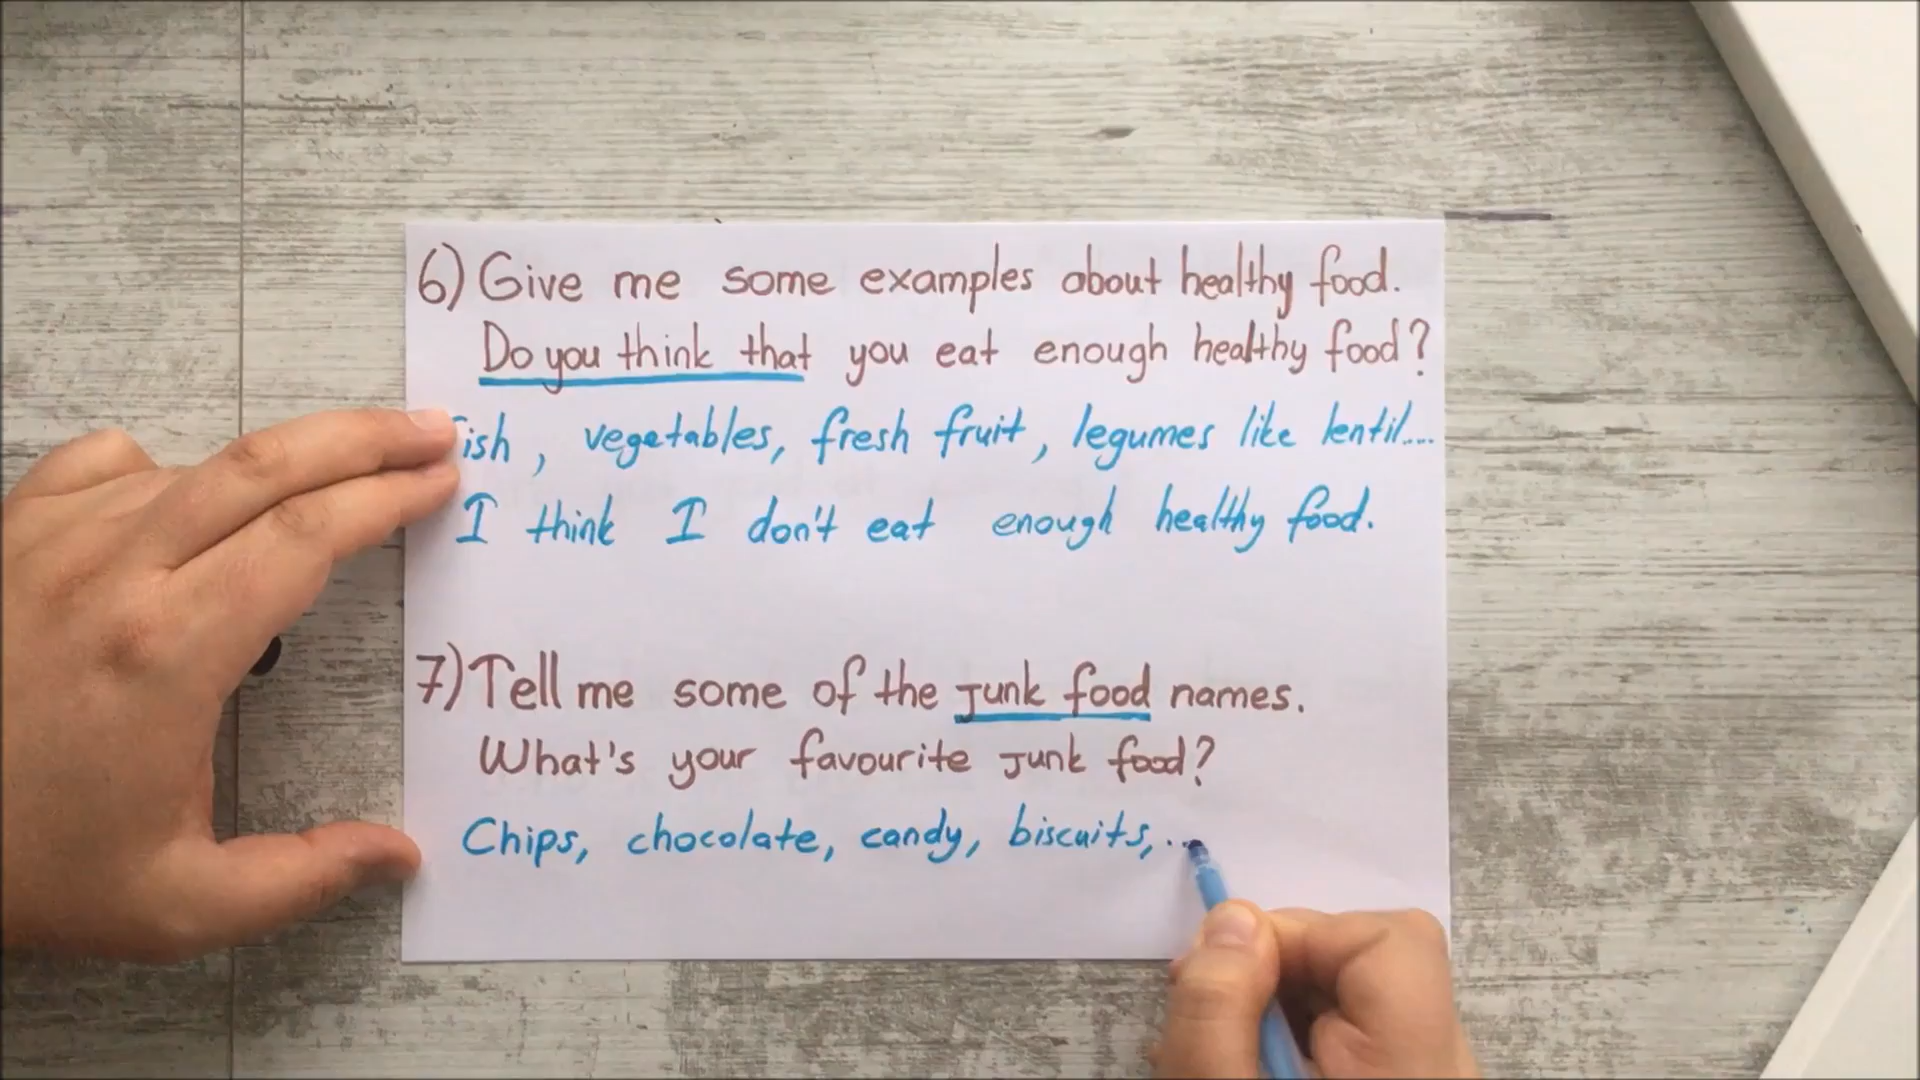 6) Give me some examples about healthy food.
Do you think that you eat enough healthy food?
fish, vegetables, fresh fruit, legumes like lentil....
I think I don't eat enough healthy food.
7) Tell me some of the junk food names.
What's your favourite junk food?
Chips, chocolate, candy, biscuits, ..